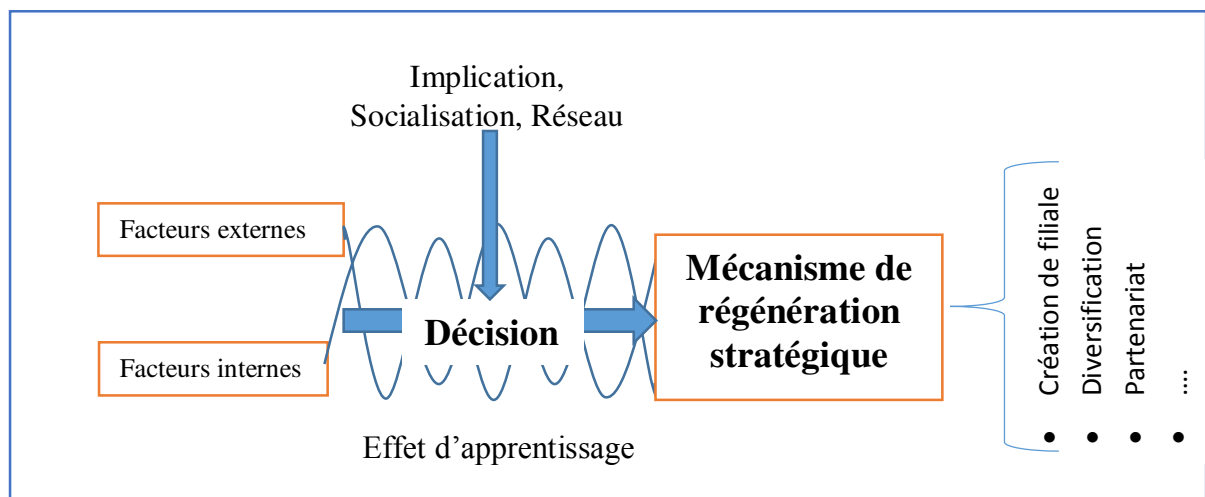 Implication,
Socialisation, Réseau
Facteurs externes
Facteurs internes
Décision
Effet d’apprentissage
Mécanisme de
régénération
stratégique
• Création de filiale
• Diversification
• Partenariat
• ....